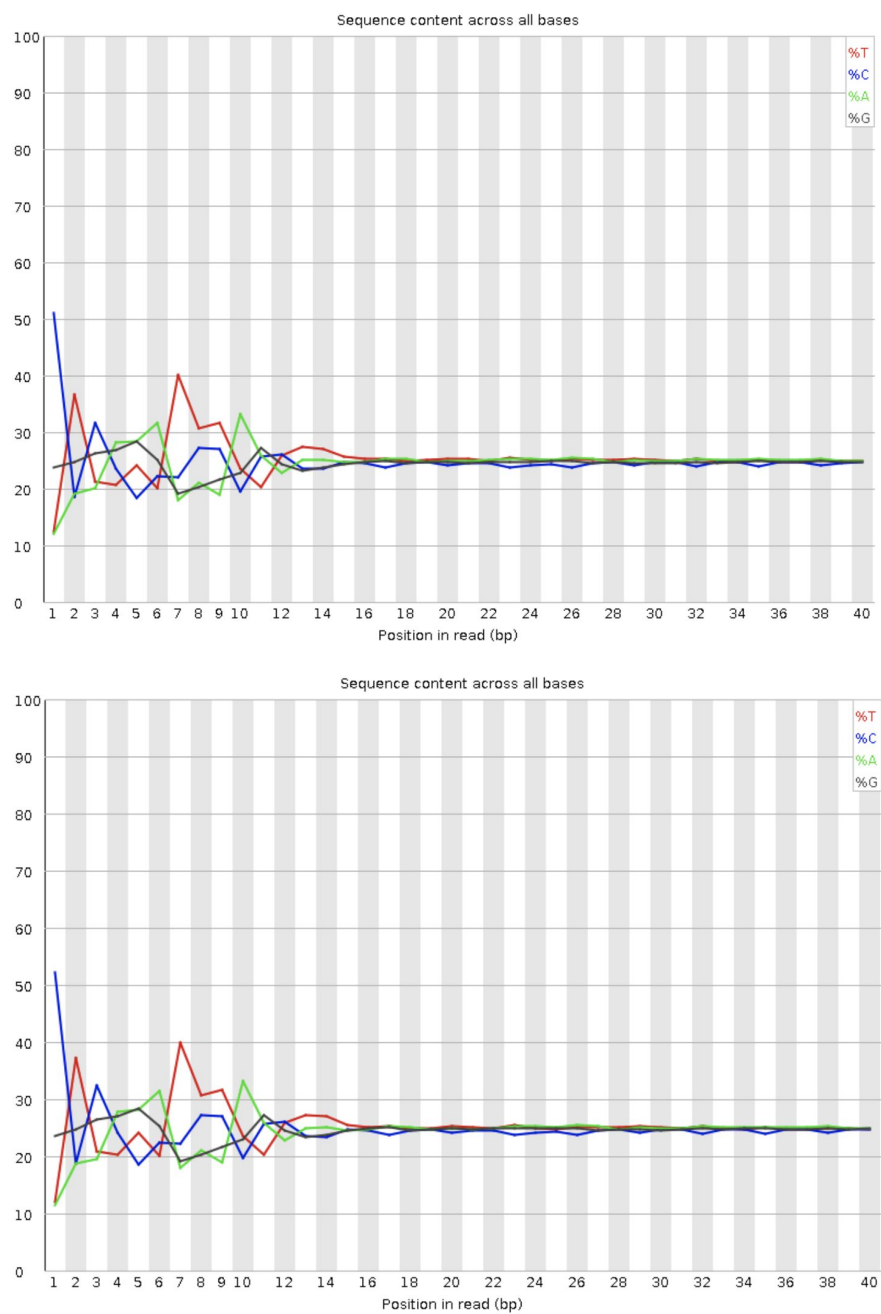 Sequence content across all bases
100
%T
%C
90
%A
%G
80
70
60
50
40
30
20
10
0
1 2 3 4 5 6 7 8 9 10 12 14 16 18 20 22 24 26 28 30 32 34 36 38 40
Position in read (bp)
Sequence content across all bases
100
%T
%C
90
%A
%G
80
70
60
50
40
30
20
10
0
1 2 3 4 5 6 7 8 9 10 12 14 16 18 20 22 24 26 28 30 32 34 36 38 40
Position in read (bp)